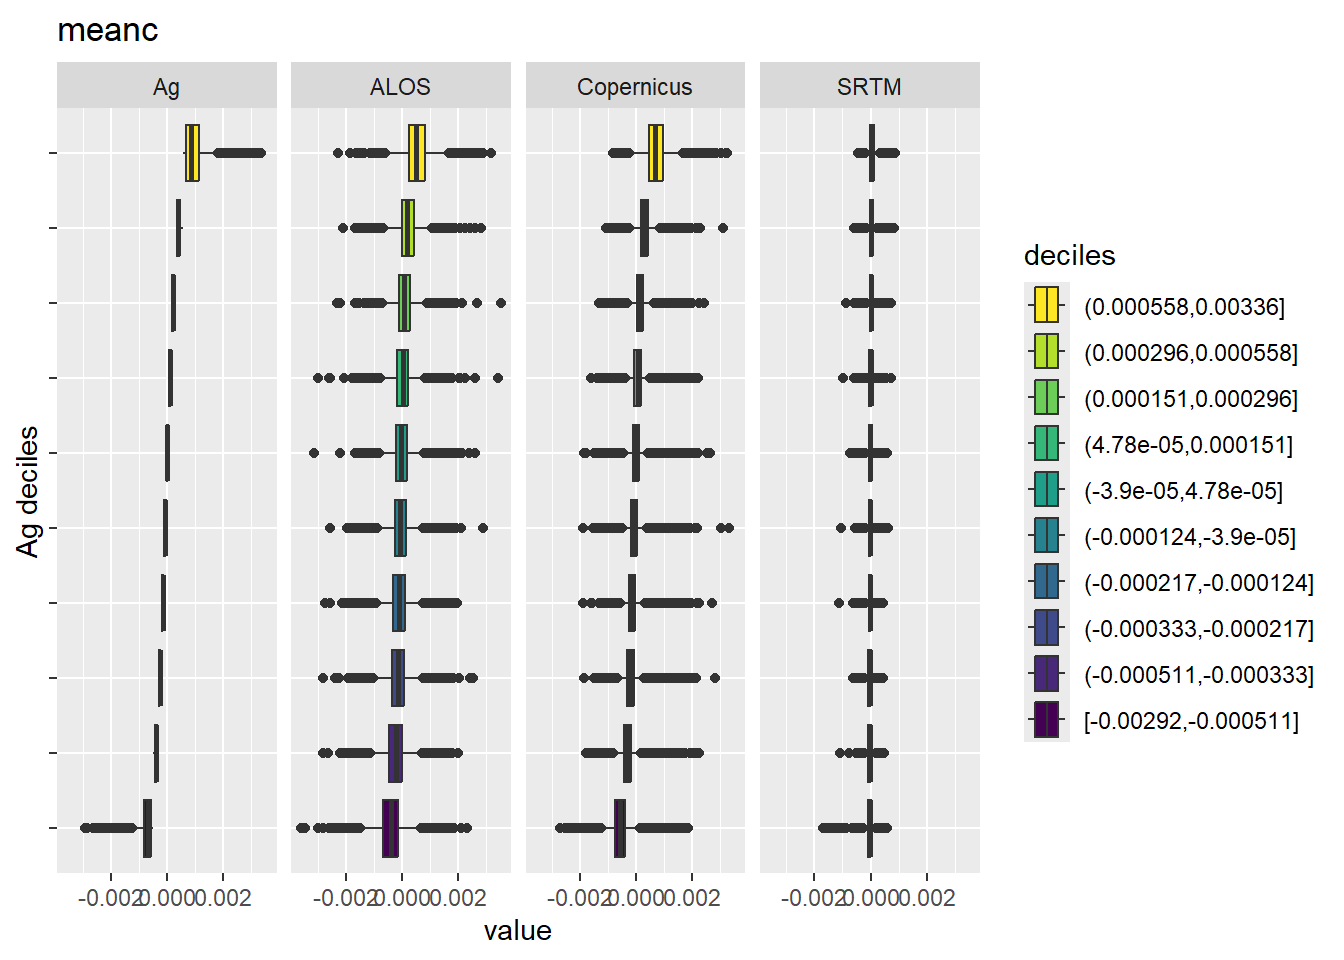 meanc
Ag ALOS Copernicus SRTM
Ag deciles
-0.002 0.000 0.002 -0.002 0.000 0.002 -0.002 0.000 0.002 -0.002 0.000 0.002
value
deciles
(0.000558,0.00336]
(0.000296,0.000558]
(0.000151,0.000296]
(4.78e-05,0.000151]
(-3.9e-05,4.78e-05]
(-0.000124,-3.9e-05]
(-0.000217,-0.000124]
(-0.000333,-0.000217]
(-0.000511,-0.000333]
[-0.00292,-0.000511]